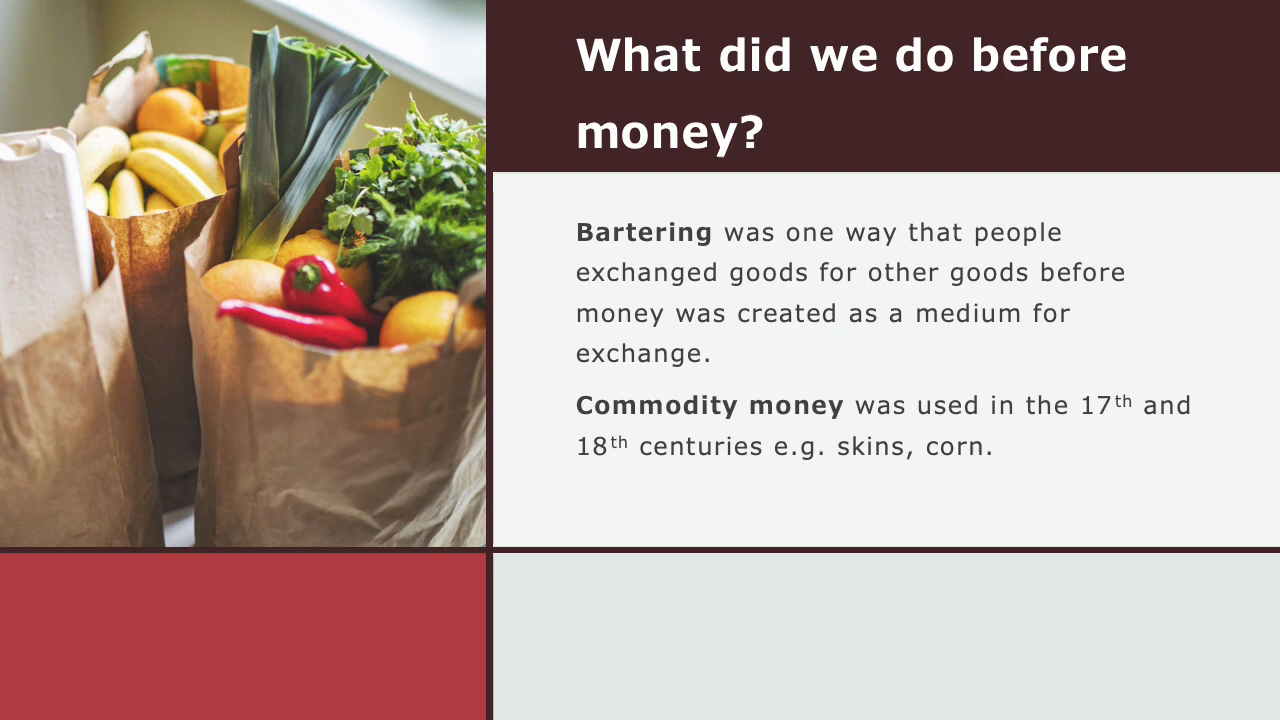 What did we do before
money?
Bartering was one way that people
exchanged goods for other goods before
money was created as a medium for
exchange.
Commodity money was used in the 17th and
18th centuries e.g. skins, corn.